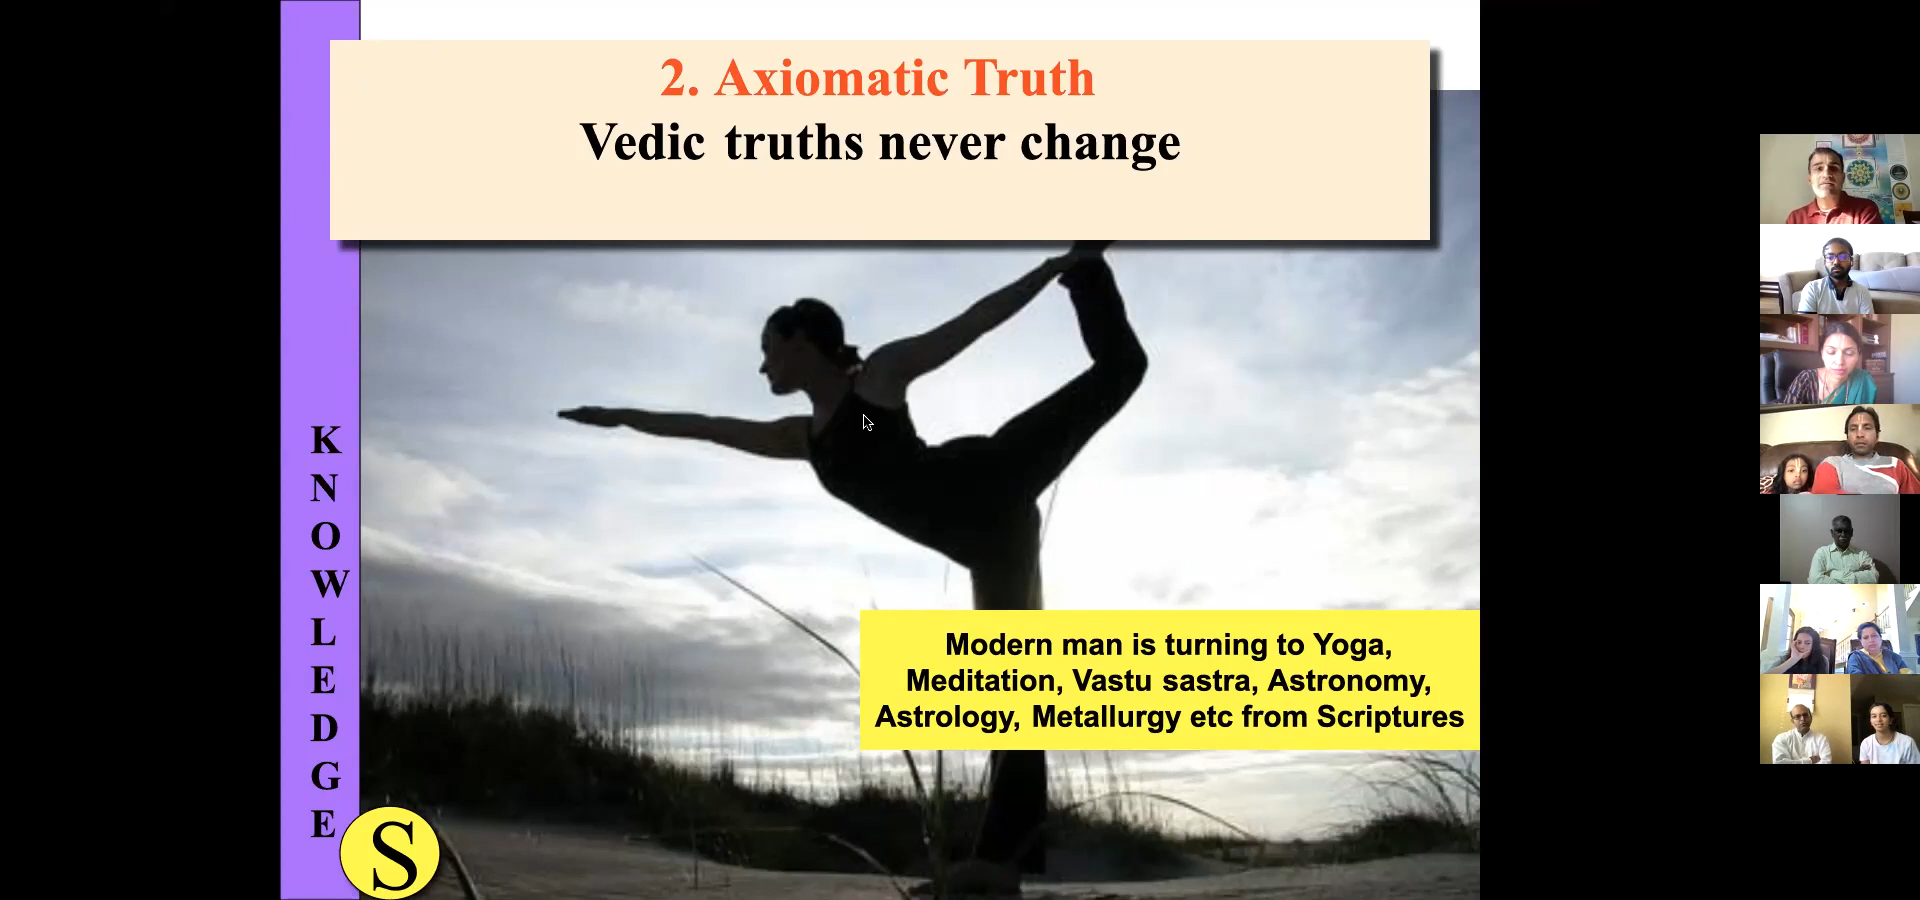 2. Axiomatic Truth
Vedic truths never change
KNOWLEDGE
S
Modern man is turning to Yoga,
Meditation, Vastu sastra, Astronomy,
Astrology, Metallurgy etc from Scriptures